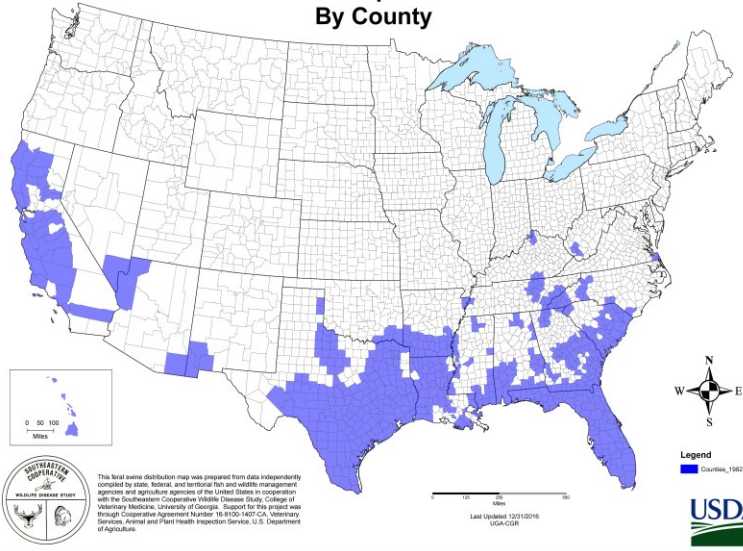 By County
N
W
E
S
0 50 100
Miles
Legend
Counties_1982
SOUTHEASTERN
COOPERATIVE
WILDLIFE DISEASE STUDY
This feral swine distribution map was prepared from data independently
compiled by state, federal, and territorial fish and wildlife management
agencies and agriculture agencies of the United States in cooperation
with the Southeastern Cooperative Wildlife Disease Study, College of
Veterinary Medicine, University of Georgia. Support for this project was
through Cooperative Agreement Number 16-9100-1407-CA, Veterinary
Services, Animal and Plant Health Inspection Service, U.S. Department
of Agriculture.
0 125 250 500
Miles
Last Updated 12/31/2016
UGA-CGR
USD